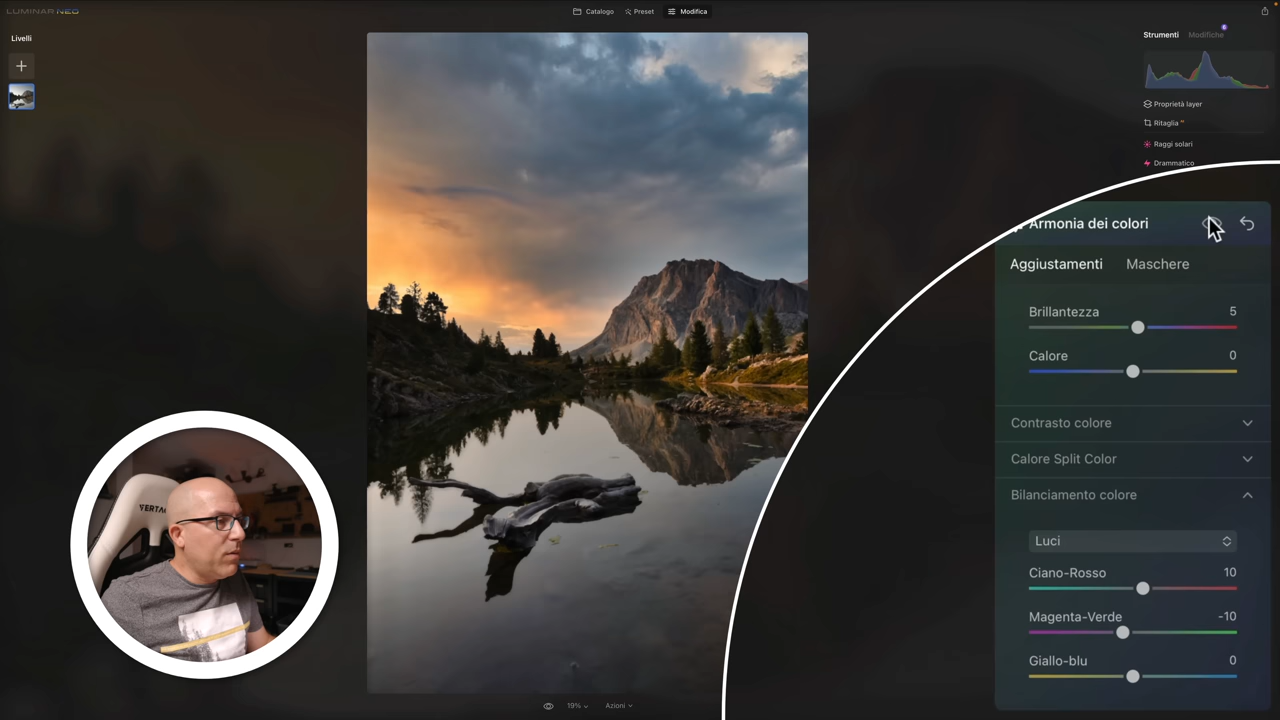 LUMINAR NEO
Catalogo
Preset
Modifica
Livelli
Strumenti
Modifiche
6
Proprietà layer
Ritaglia
Raggi solari
Drammatico
Armonia dei colori
Aggiustamenti
Maschere
Brillantezza
5
Calore
0
Contrasto colore
Calore Split Color
Bilanciamento colore
Luci
Ciano-Rosso
10
Magenta-Verde
-10
Giallo-blu
0
19%
Azioni